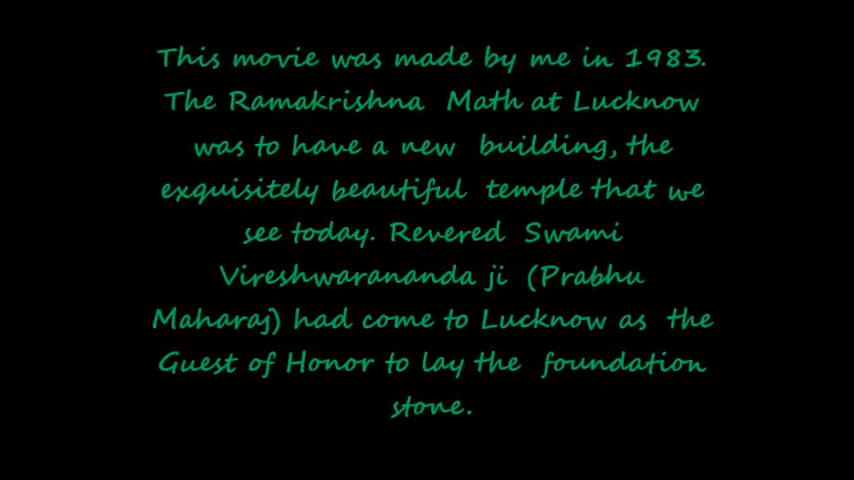 This movie was made by me in 1983.
The Ramakrishna Math at Lucknow
was to have a new building, the
exquisitely beautiful temple that we
see today. Revered Swami
Vireshwarananda ji (Prabhu
Maharaj) had come to Lucknow as the
Guest of Honor to lay the foundation
stone.